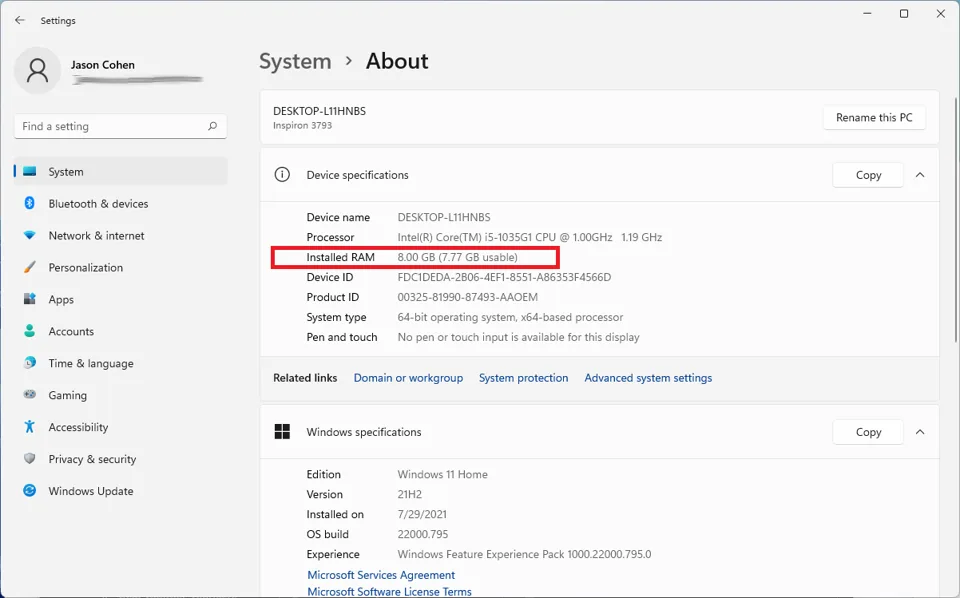 Settings
Jason Cohen
Find a setting
System
Bluetooth & devices
Network & internet
Personalization
Apps
Accounts
Time & language
Gaming
Accessibility
Privacy & security
Windows Update
System › About
DESKTOP-L11HNBS
Inspiron 3793
Rename this PC
Device specifications
Copy
Device name DESKTOP-L11HNBS
Processor Intel(R) Core(TM) i5-1035G1 CPU @ 1.00GHz 1.19 GHz
Installed RAM 8.00 GB (7.77 GB usable)
Device ID FDC1DEDA-2B06-4EF1-8551-A86353F4566D
Product ID 00325-81990-87493-AAOEM
System type 64-bit operating system, x64-based processor
Pen and touch No pen or touch input is available for this display
Related links Domain or workgroup System protection Advanced system settings
Windows specifications
Copy
Edition Windows 11 Home
Version 21H2
Installed on 7/29/2021
OS build 22000.795
Experience Windows Feature Experience Pack 1000.22000.795.0
Microsoft Services Agreement
Microsoft Software License Terms